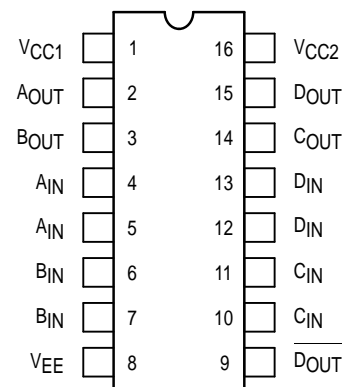 VCC1 1 16 VCC2
AOUT 2 15 DOUT
BOUT 3 14 COUT
AIN 4 13 DIN
AIN 5 12 DIN
BIN 6 11 CIN
BIN 7 10 CIN
VEE 8 9 D̅O̅U̅T̅